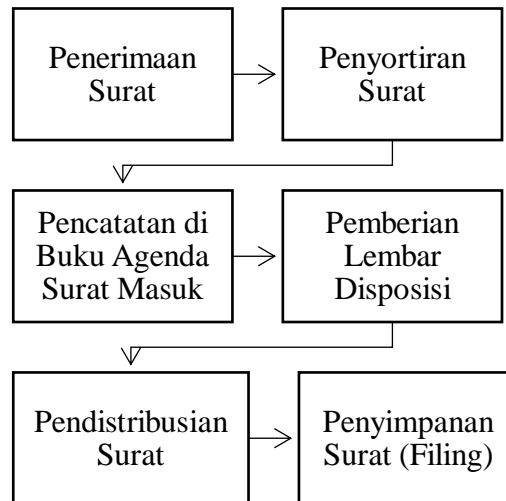 Penerimaan
Surat
Penyortiran
Surat
Pencatatan di
Buku Agenda
Surat Masuk
Pemberian
Lembar
Disposisi
Pendistribusian
Surat
Penyimpanan
Surat (Filing)